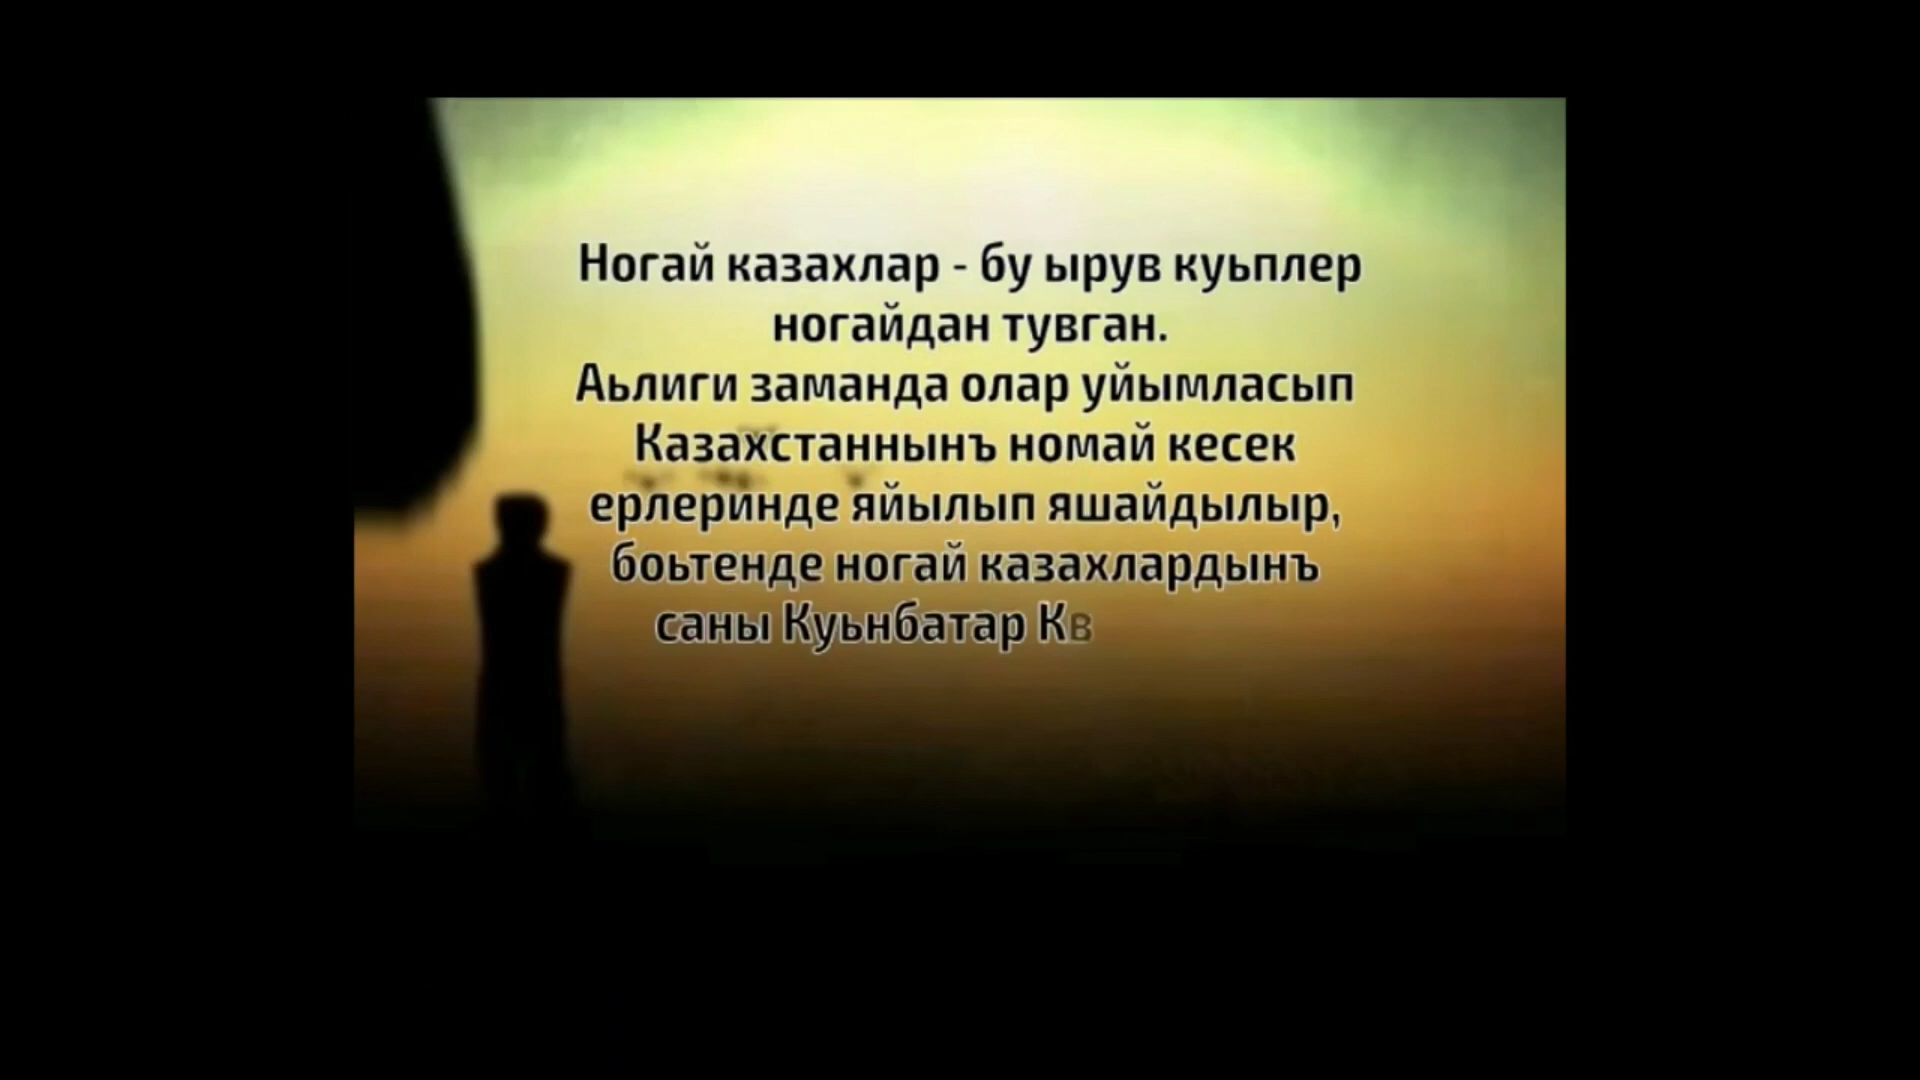 Ногай казахлар - бу ырув куьплер
ногайдан тувган.
Аьлиги заманда олар уйымласып
Казахстаннынъ номай кесек
ерлеринде яйылып яшайдылыр,
боьтенде ногай казахлардынъ
саны Куьнбатар Кв